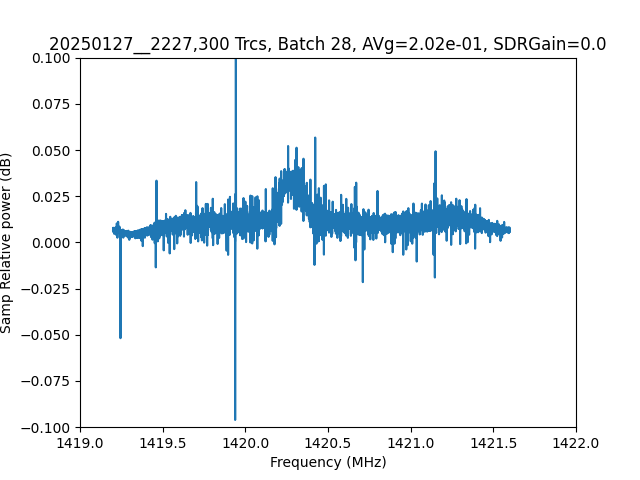 20250127__2227,300 Trcs, Batch 28, AVg=2.02e-01, SDRGain=0.0
0.100
0.075
0.050
0.025
0.000
−0.025
−0.050
−0.075
−0.100
Samp Relative power (dB)
1419.0 1419.5 1420.0 1420.5 1421.0 1421.5 1422.0
Frequency (MHz)